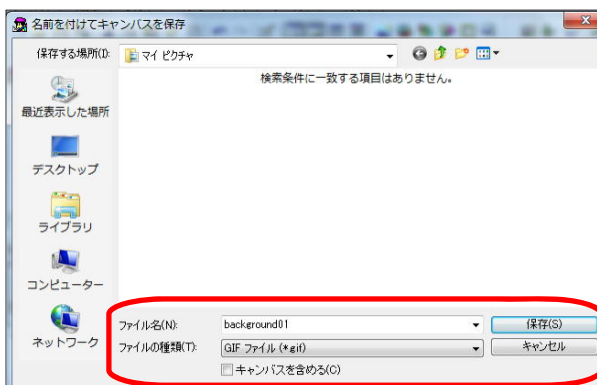 名前を付けてキャンバスを保存
保存する場所(I):
マイ ピクチャ
検索条件に一致する項目はありません。
最近表示した場所
デスクトップ
ライブラリ
コンピューター
ネットワーク
ファイル名(N): background01 保存(S)
ファイルの種類(T): GIF ファイル (*.gif) キャンセル
キャンバスを含める(C)